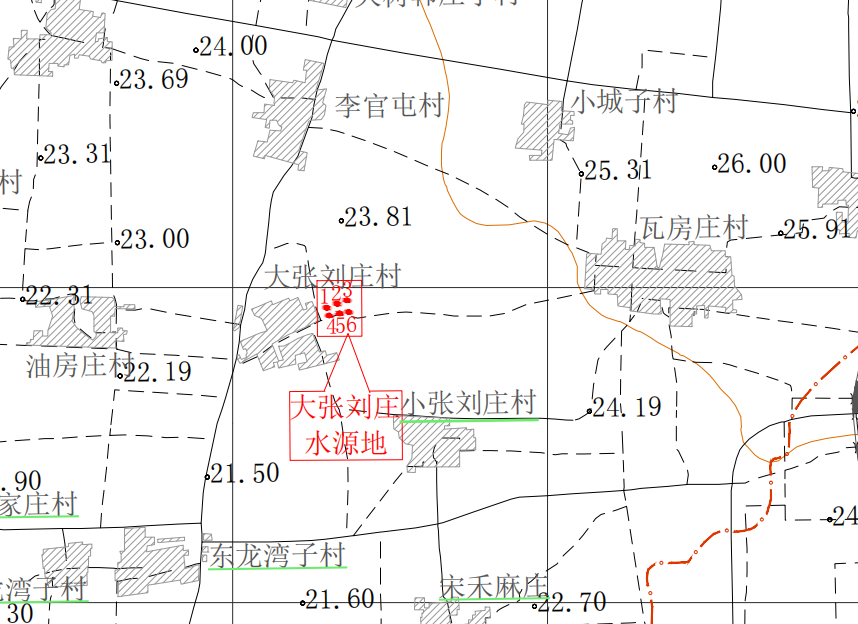 24.00
23.69
李官屯村
小城子村
23.31
25.31
26.00
村
23.81
瓦房庄村
25.91
23.00
大张刘庄村
22.31
123
456
油房庄村
22.19
大张刘庄
水源地
小张刘庄村
24.19
.90
21.50
家庄村
24
东龙湾子村
湾子村
宋禾麻庄
30
21.60
22.70